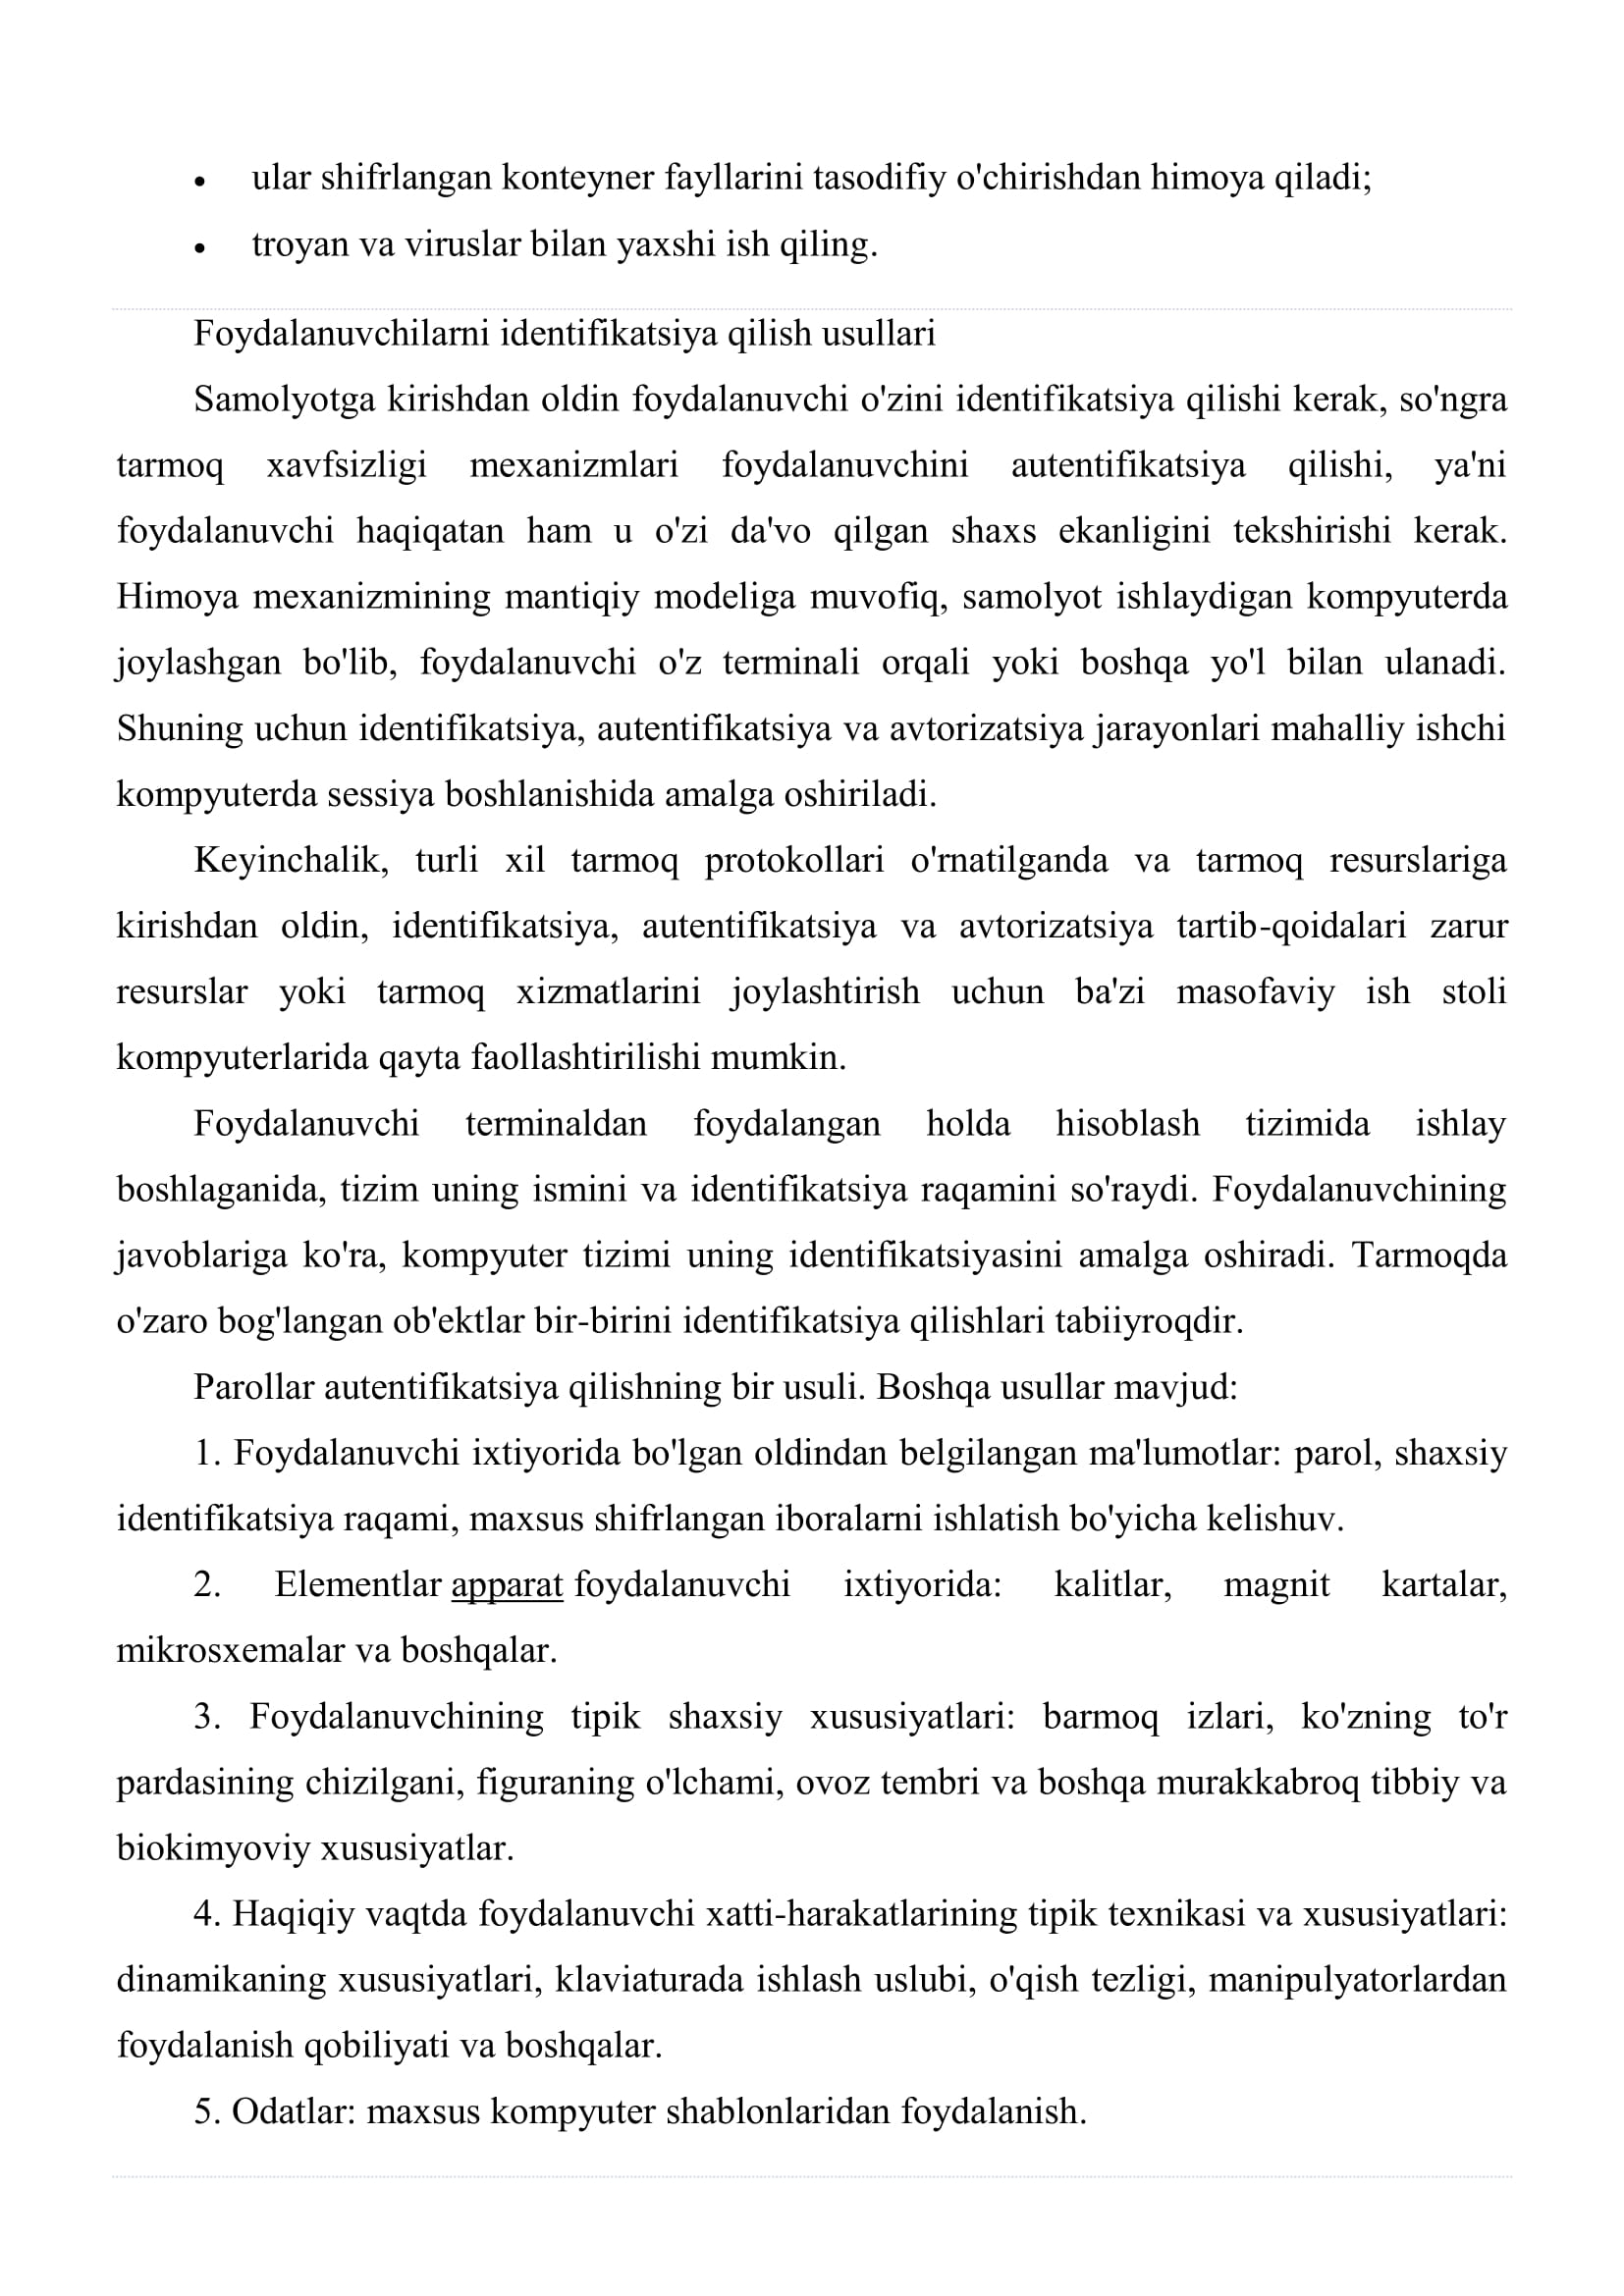 • ular shifrlangan konteyner fayllarini tasodifiy o'chirishdan himoya qiladi;
• troyan va viruslar bilan yaxshi ish qiling.
Foydalanuvchilarni identifikatsiya qilish usullari
Samolyotga kirishdan oldin foydalanuvchi o'zini identifikatsiya qilishi kerak, so'ngra
tarmoq xavfsizligi mexanizmlari foydalanuvchini autentifikatsiya qilishi, ya'ni
foydalanuvchi haqiqatan ham u o'zi da'vo qilgan shaxs ekanligini tekshirishi kerak.
Himoya mexanizmining mantiqiy modeliga muvofiq, samolyot ishlaydigan kompyuterda
joylashgan bo'lib, foydalanuvchi o'z terminali orqali yoki boshqa yo'l bilan ulanadi.
Shuning uchun identifikatsiya, autentifikatsiya va avtorizatsiya jarayonlari mahalliy ishchi
kompyuterda sessiya boshlanishida amalga oshiriladi.
Keyinchalik, turli xil tarmoq protokollari o'rnatilganda va tarmoq resurslariga
kirishdan oldin, identifikatsiya, autentifikatsiya va avtorizatsiya tartib-qoidalari zarur
resurslar yoki tarmoq xizmatlarini joylashtirish uchun ba'zi masofaviy ish stoli
kompyuterlarida qayta faollashtirilishi mumkin.
Foydalanuvchi terminaldan foydalangan holda hisoblash tizimida ishlay
boshlaganida, tizim uning ismini va identifikatsiya raqamini so'raydi. Foydalanuvchining
javoblariga ko'ra, kompyuter tizimi uning identifikatsiyasini amalga oshiradi. Tarmoqda
o'zaro bog'langan ob'ektlar bir-birini identifikatsiya qilishlari tabiiyroqdir.
Parollar autentifikatsiya qilishning bir usuli. Boshqa usullar mavjud:
1. Foydalanuvchi ixtiyorida bo'lgan oldindan belgilangan ma'lumotlar: parol, shaxsiy
identifikatsiya raqami, maxsus shifrlangan iboralarni ishlatish bo'yicha kelishuv.
2. Elementlar apparat foydalanuvchi ixtiyorida: kalitlar, magnit kartalar,
mikrosxemalar va boshqalar.
3. Foydalanuvchining tipik shaxsiy xususiyatlari: barmoq izlari, ko'zning to'r
pardasining chizilgani, figuraning o'lchami, ovoz tembri va boshqa murakkabroq tibbiy va
biokimyoviy xususiyatlar.
4. Haqiqiy vaqtda foydalanuvchi xatti-harakatlarining tipik texnikasi va xususiyatlari:
dinamikaning xususiyatlari, klaviaturada ishlash uslubi, o'qish tezligi, manipulyatorlardan
foydalanish qobiliyati va boshqalar.
5. Odatlar: maxsus kompyuter shablonlaridan foydalanish.